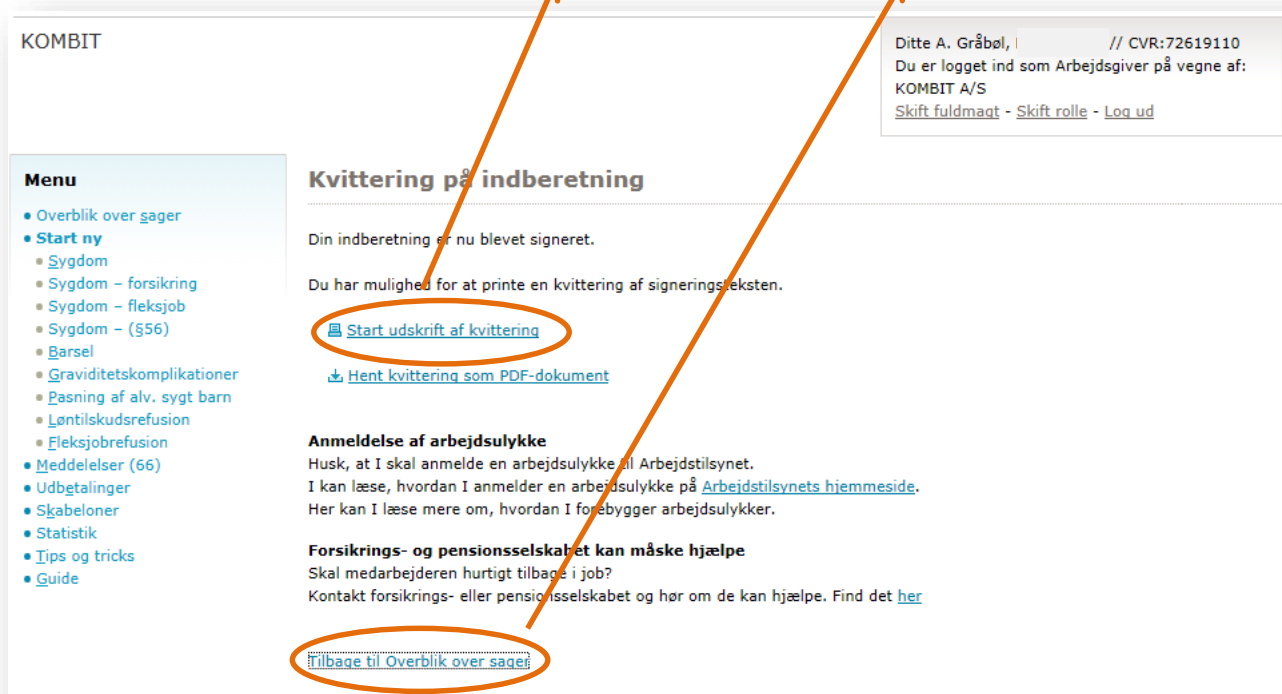 KOMBIT
Ditte A. Gråbøl, // CVR:72619110
Du er logget ind som Arbejdsgiver på vegne af:
KOMBIT A/S
Skift fuldmagt - Skift rolle - Log ud
Menu
Overblik over sager
Start ny
Sygdom
Sygdom – forsikring
Sygdom – fleksjob
Sygdom – (§56)
Barsel
Graviditetskomplikationer
Pasning af alv. sygt barn
Løntilskudsrefusion
Fleksjobrefusion
Meddelelser (66)
Udbetalinger
Skabeloner
Statistik
Tips og tricks
Guide
Kvittering på indberetning
Din indberetning er nu blevet signeret.
Du har mulighed for at printe en kvittering af signeringsteksten.
Start udskrift af kvittering
Hent kvittering som PDF-dokument
Anmeldelse af arbejdsulykke
Husk, at I skal anmelde en arbejdsulykke til Arbejdstilsynet.
I kan læse, hvordan I anmelder en arbejdsulykke på Arbejdstilsynets hjemmeside.
Her kan I læse mere om, hvordan I forebygger arbejdsulykker.
Forsikrings- og pensionsselskabet kan måske hjælpe
Skal medarbejderen hurtigt tilbage i job?
Kontakt forsikrings- eller pensionsselskabet og hør om de kan hjælpe. Find det her
Tilbage til Overblik over sager